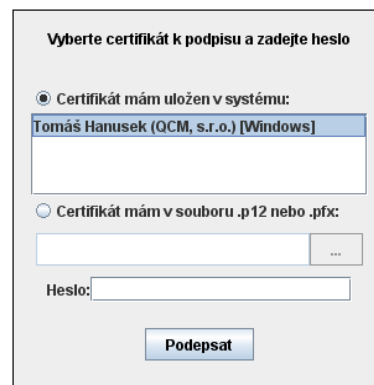 Vyberte certifikát k podpisu a zadejte heslo
Certifikát mám uložen v systému:
Tomáš Hanusek (QCM, s.r.o.) [Windows]
Certifikát mám v souboru .p12 nebo .pfx:
...
Heslo:
Podepsat